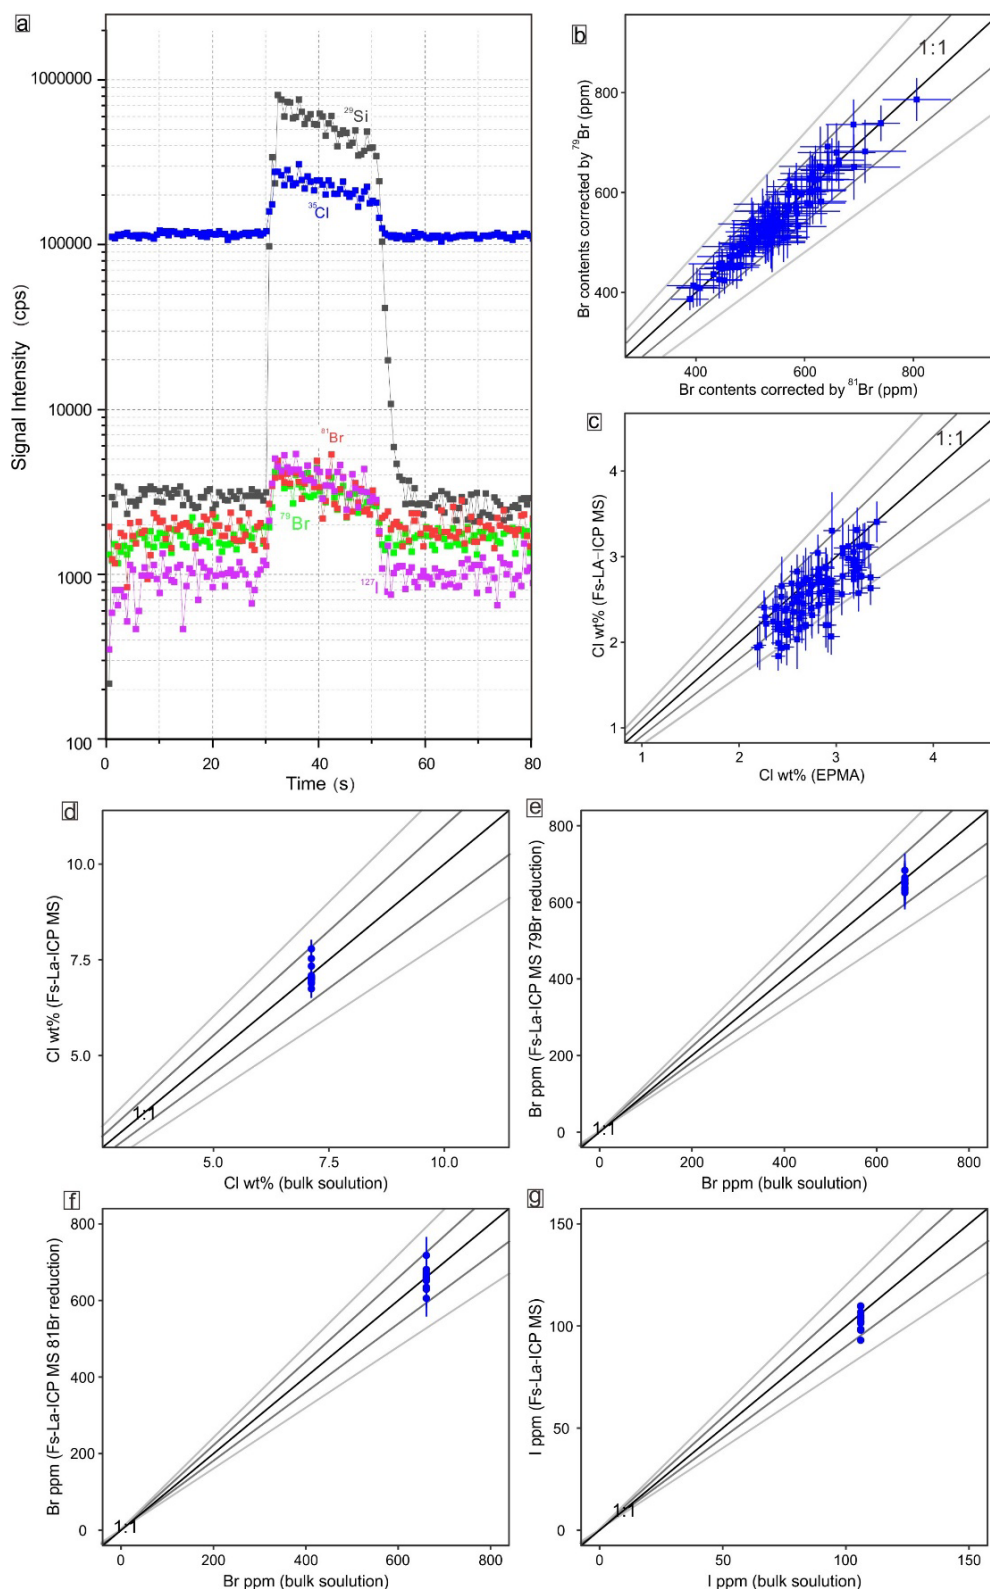 a
1000000
100000
10000
1000
100
Signal Intensity (cps)
²⁹Si
³⁵Cl
⁸¹Br
⁷⁹Br
¹²⁷I
0
20
40
60
80
Time (s)
b
1:1
800
600
400
Br contents corrected by ⁷⁹Br (ppm)
400
600
800
Br contents corrected by ⁸¹Br (ppm)
c
1:1
4
3
2
1
Cl wt% (Fs-LA-ICP MS)
1
2
3
4
Cl wt% (EPMA)
d
10.0
7.5
5.0
Cl wt% (Fs-La-ICP MS)
1:1
5.0
7.5
10.0
Cl wt% (bulk soulution)
e
800
600
400
200
0
Br ppm (Fs-La-ICP MS 79Br reduction)
1:1
0
200
400
600
800
Br ppm (bulk soulution)
f
800
600
400
200
0
Br ppm (Fs-La-ICP MS 81Br reduction)
1:1
0
200
400
600
800
Br ppm (bulk soulution)
g
150
100
50
0
I ppm (Fs-La-ICP MS)
1:1
0
50
100
150
I ppm (bulk soulution)